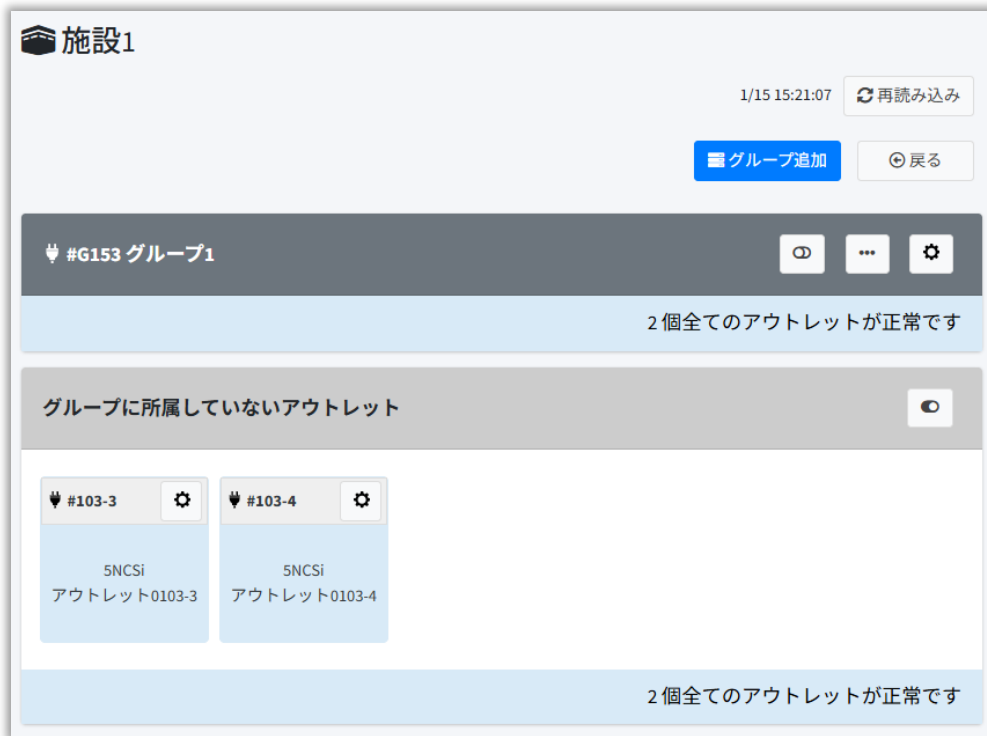 施設1
1/15 15:21:07 再読み込み
グループ追加 戻る
#G153 グループ1
2個全てのアウトレットが正常です
グループに所属していないアウトレット
#103-3 #103-4
5NCSi 5NCSi
アウトレット0103-3 アウトレット0103-4
2個全てのアウトレットが正常です